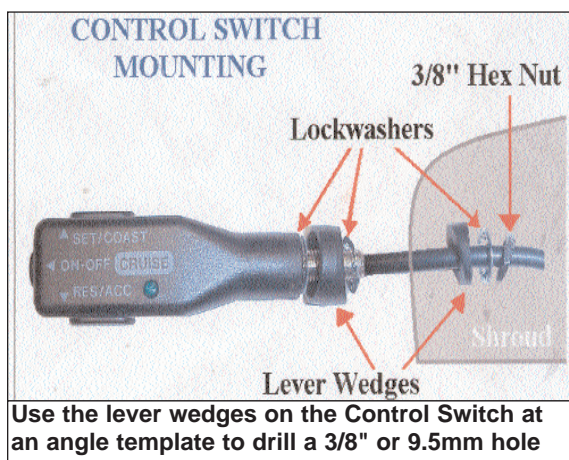 CONTROL SWITCH
MOUNTING
3/8" Hex Nut
Lockwashers
SET/COAST
ON-OFF CRUISE
RES/ACC
Shroud
Lever Wedges
Use the lever wedges on the Control Switch at
an angle template to drill a 3/8" or 9.5mm hole